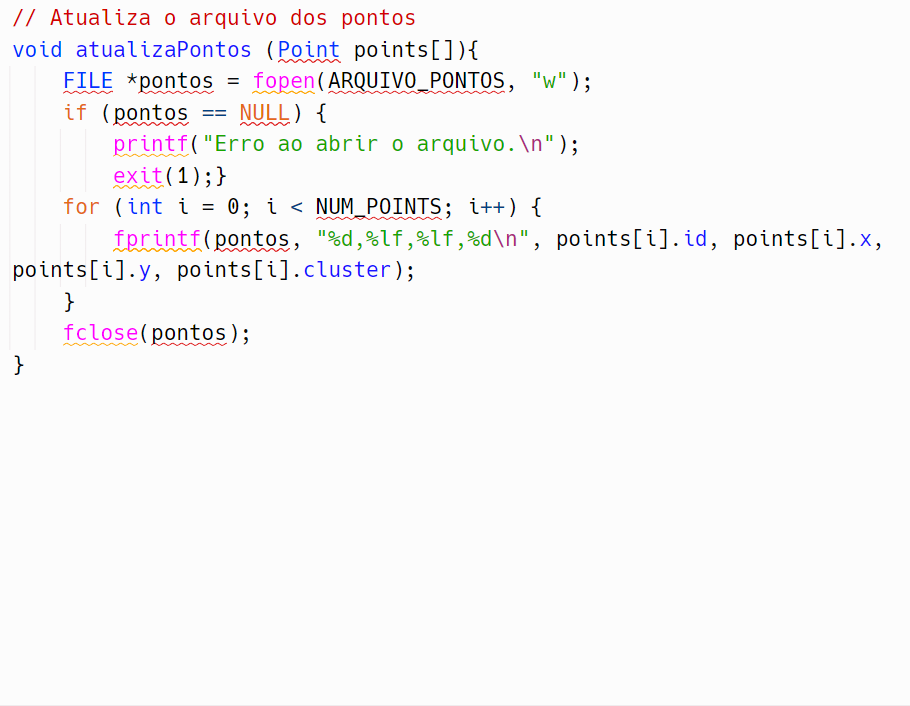 // Atualiza o arquivo dos pontos
void atualizaPontos (Point points[]){
    FILE *pontos = fopen(ARQUIVO_PONTOS, "w");
    if (pontos == NULL) {
        printf("Erro ao abrir o arquivo.\n");
        exit(1);}
    for (int i = 0; i < NUM_POINTS; i++) {
        fprintf(pontos, "%d,%lf,%lf,%d\n", points[i].id, points[i].x,
points[i].y, points[i].cluster);
    }
    fclose(pontos);
}